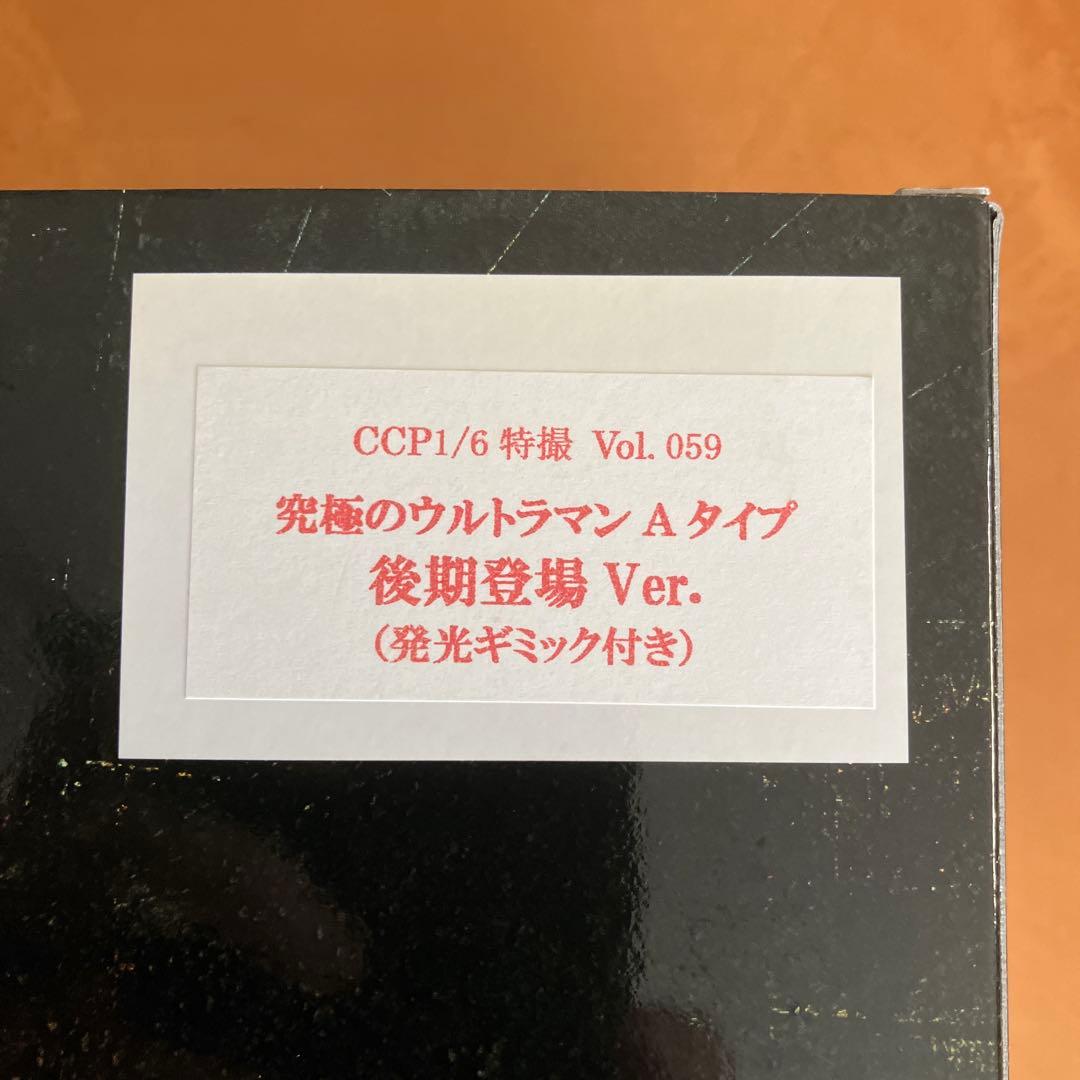 CCP1/6 特撮 Vol. 059
究極のウルトラマン A タイプ
後期登場 Ver.
(発光ギミック付き)